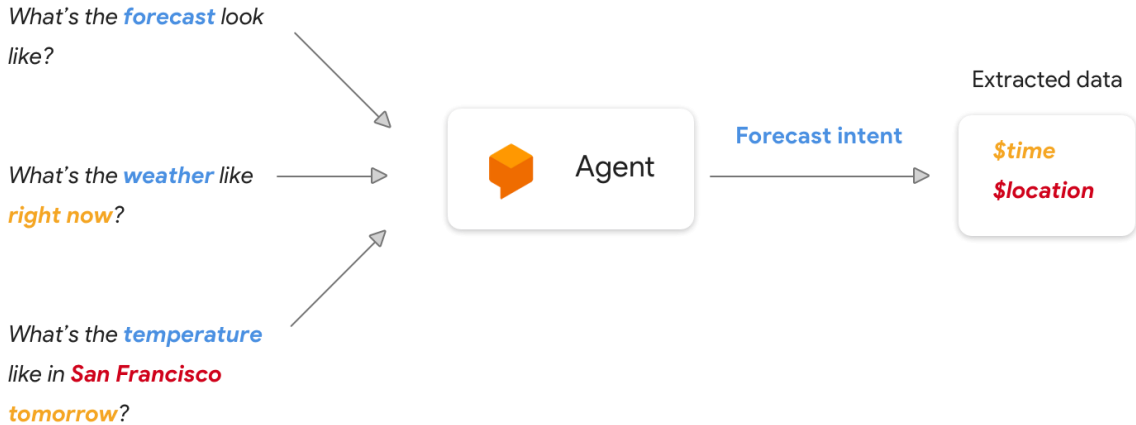 What’s the forecast look
like?
What’s the weather like
right now?
What’s the temperature
like in San Francisco
tomorrow?
Agent
Forecast intent
Extracted data
$time
$location